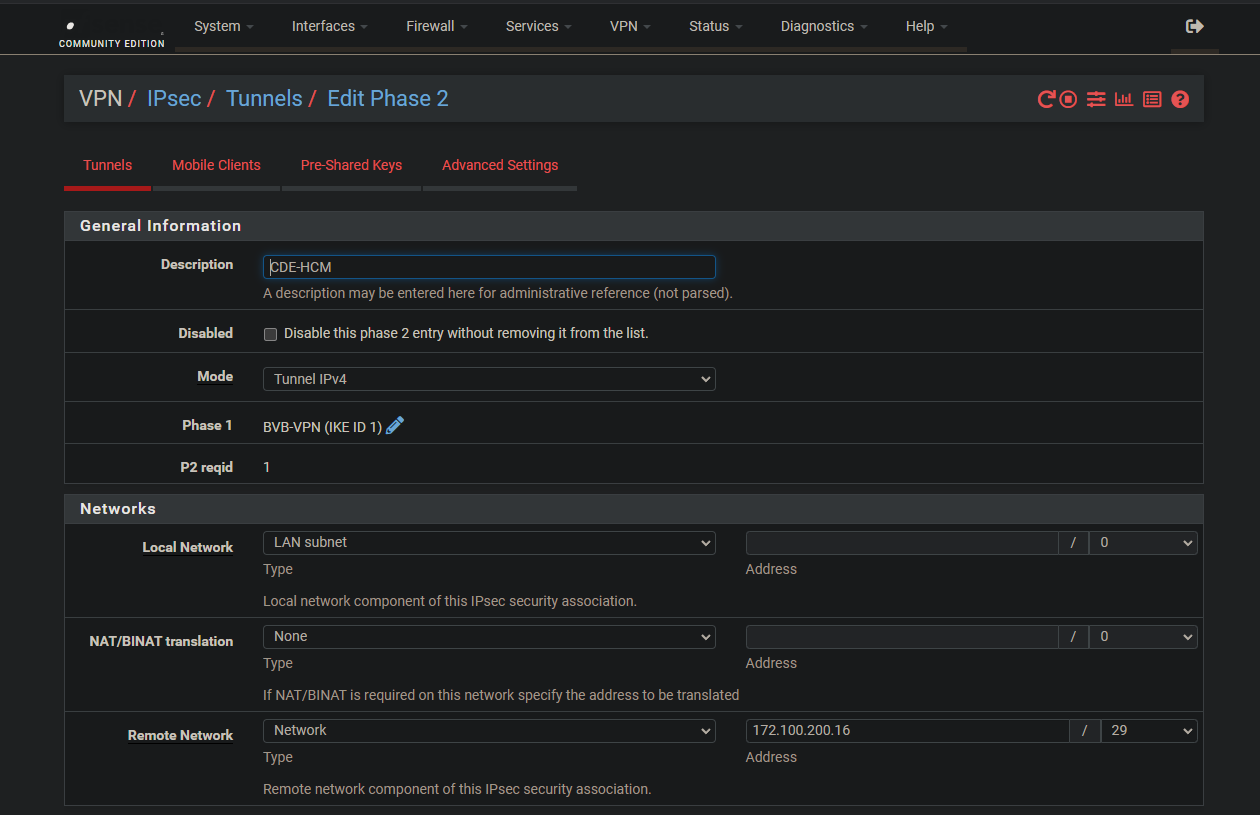 COMMUNITY EDITION
System Interfaces Firewall Services VPN Status Diagnostics Help
VPN / IPsec / Tunnels / Edit Phase 2
Tunnels Mobile Clients Pre-Shared Keys Advanced Settings
General Information
Description CDE-HCM
A description may be entered here for administrative reference (not parsed).
Disabled Disable this phase 2 entry without removing it from the list.
Mode Tunnel IPv4
Phase 1 BVB-VPN (IKE ID 1)
P2 reqid 1
Networks
Local Network LAN subnet / 0
Type Address
Local network component of this IPsec security association.
NAT/BINAT translation None / 0
Type Address
If NAT/BINAT is required on this network specify the address to be translated
Remote Network Network 172.100.200.16 / 29
Type Address
Remote network component of this IPsec security association.